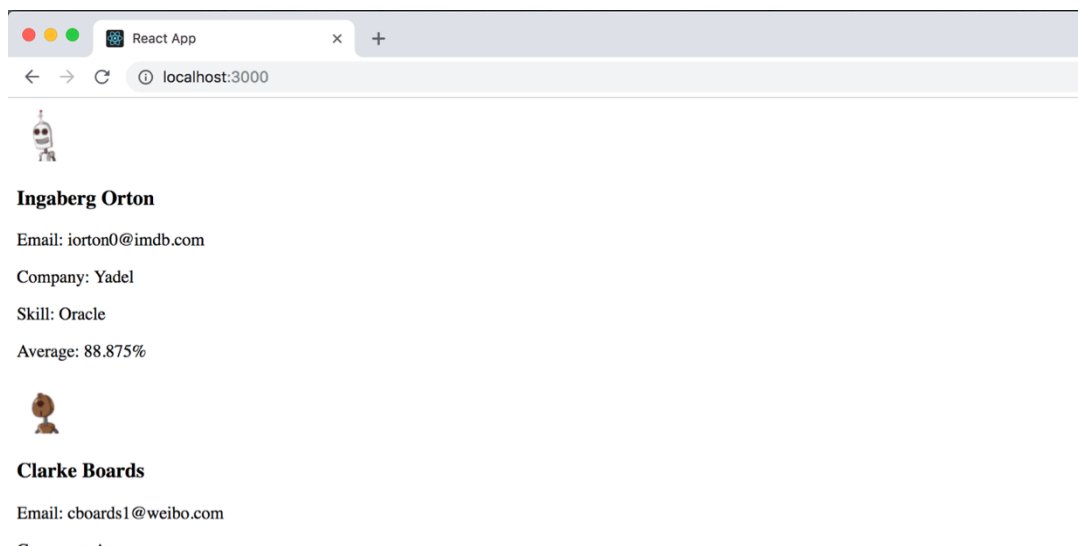 React App
localhost:3000
Ingaberg Orton
Email: iorton0@imdb.com
Company: Yadel
Skill: Oracle
Average: 88.875%
Clarke Boards
Email: cboards1@weibo.com